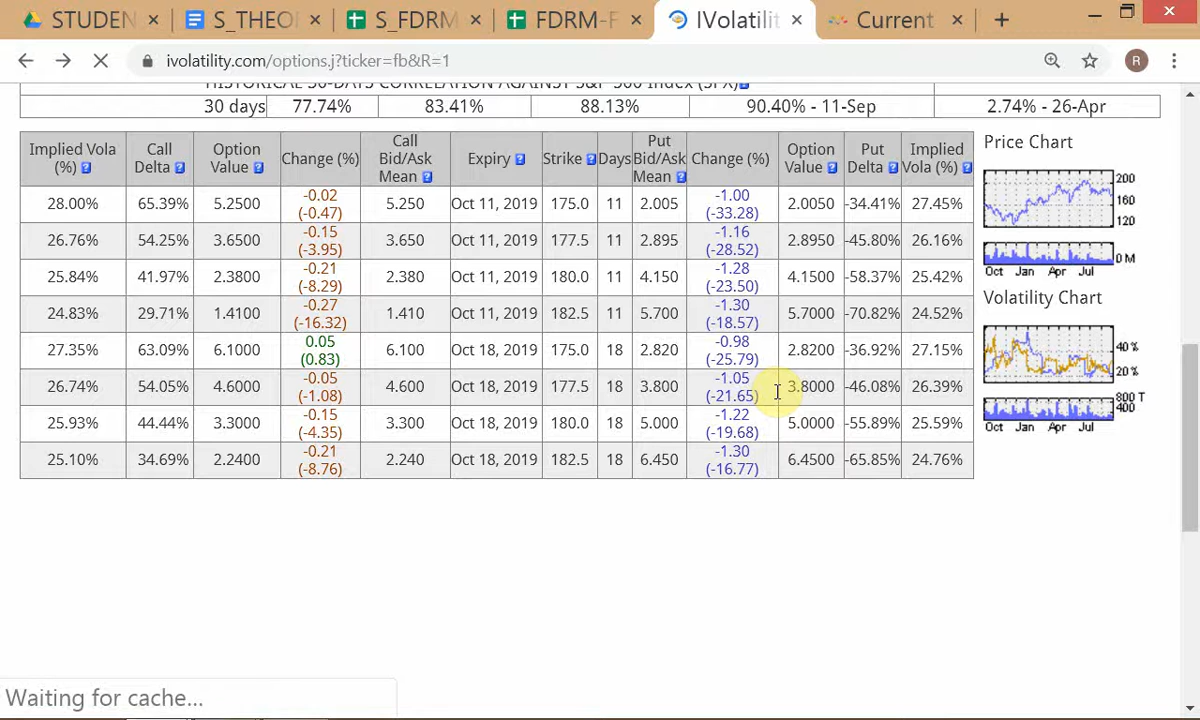 STUDEN
S_THEO
S_FDRM
FDRM-F
IVolatilit
Current
ivolatility.com/options.j?ticker=fb&R=1
R
30 days 77.74% 83.41% 88.13% 90.40% - 11-Sep 2.74% - 26-Apr
Implied Vola (%) ? Call Delta ? Option Value ? Change (%) Call Bid/Ask Mean ? Expiry ? Strike ? Days Put Bid/Ask Mean ? Change (%) Option Value ? Put Delta ? Implied Vola (%) ?
28.00% 65.39% 5.2500 -0.02 (-0.47) 5.250 Oct 11, 2019 175.0 11 2.005 -1.00 (-33.28) 2.0050 -34.41% 27.45%
26.76% 54.25% 3.6500 -0.15 (-3.95) 3.650 Oct 11, 2019 177.5 11 2.895 -1.16 (-28.52) 2.8950 -45.80% 26.16%
25.84% 41.97% 2.3800 -0.21 (-8.29) 2.380 Oct 11, 2019 180.0 11 4.150 -1.28 (-23.50) 4.1500 -58.37% 25.42%
24.83% 29.71% 1.4100 -0.27 (-16.32) 1.410 Oct 11, 2019 182.5 11 5.700 -1.30 (-18.57) 5.7000 -70.82% 24.52%
27.35% 63.09% 6.1000 0.05 (0.83) 6.100 Oct 18, 2019 175.0 18 2.820 -0.98 (-25.79) 2.8200 -36.92% 27.15%
26.74% 54.05% 4.6000 -0.05 (-1.08) 4.600 Oct 18, 2019 177.5 18 3.800 -1.05 (-21.65) 3.8000 -46.08% 26.39%
25.93% 44.44% 3.3000 -0.15 (-4.35) 3.300 Oct 18, 2019 180.0 18 5.000 -1.22 (-19.68) 5.0000 -55.89% 25.59%
25.10% 34.69% 2.2400 -0.21 (-8.76) 2.240 Oct 18, 2019 182.5 18 6.450 -1.30 (-16.77) 6.4500 -65.85% 24.76%
Price Chart
200
160
120
0 M
Oct Jan Apr Jul
Volatility Chart
40 %
20 %
800 T
400
Oct Jan Apr Jul
Waiting for cache...